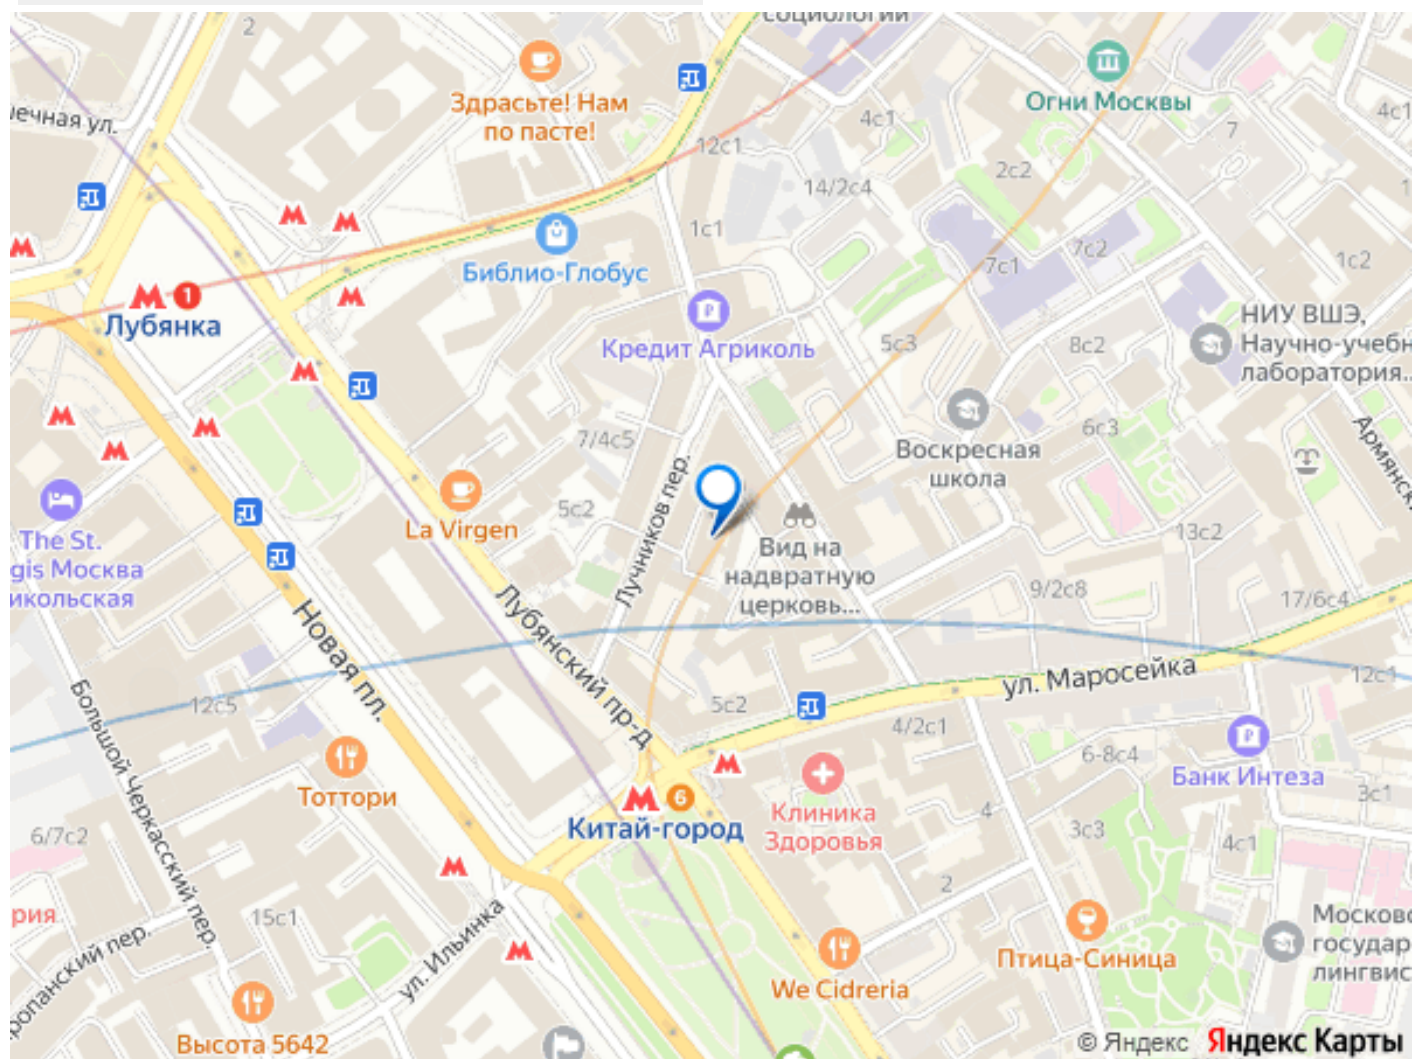 социологии
2
Здрасьте! Нам
по пасте!
Огни Москвы
4с1
4с1
ечная ул.
12с1
7
2с2
14/2с4
1с1
7с2
1с2
Библио-Глобус
7с1
1
Лубянка
НИУ ВШЭ,
Научно-учебн
лаборатория...
Кредит Агриколь
5с3
8с2
7/4с5
Воскресная
школа
6с3
Армянск
La Virgen
5с2
Лучников пер.
13с2
The St.
gis Москва
икольская
Вид на
надвратную
церковь...
9/2с8
17/6с4
Новая пл.
Лубянский пр-д
ул. Маросейка
12с1
Большой Черкасский пер.
12с5
5с2
4/2с1
6-8с4
Банк Интеза
Тоттори
6
Китай-город
Клиника
Здоровья
4
3с3
3с1
4с1
6/7с2
2
рия
15с1
ропанский пер.
ул. Ильинка
Птица-Синица
Московс
государ
лингвис
We Cidreria
Высота 5642
© Яндекс Яндекс Карты